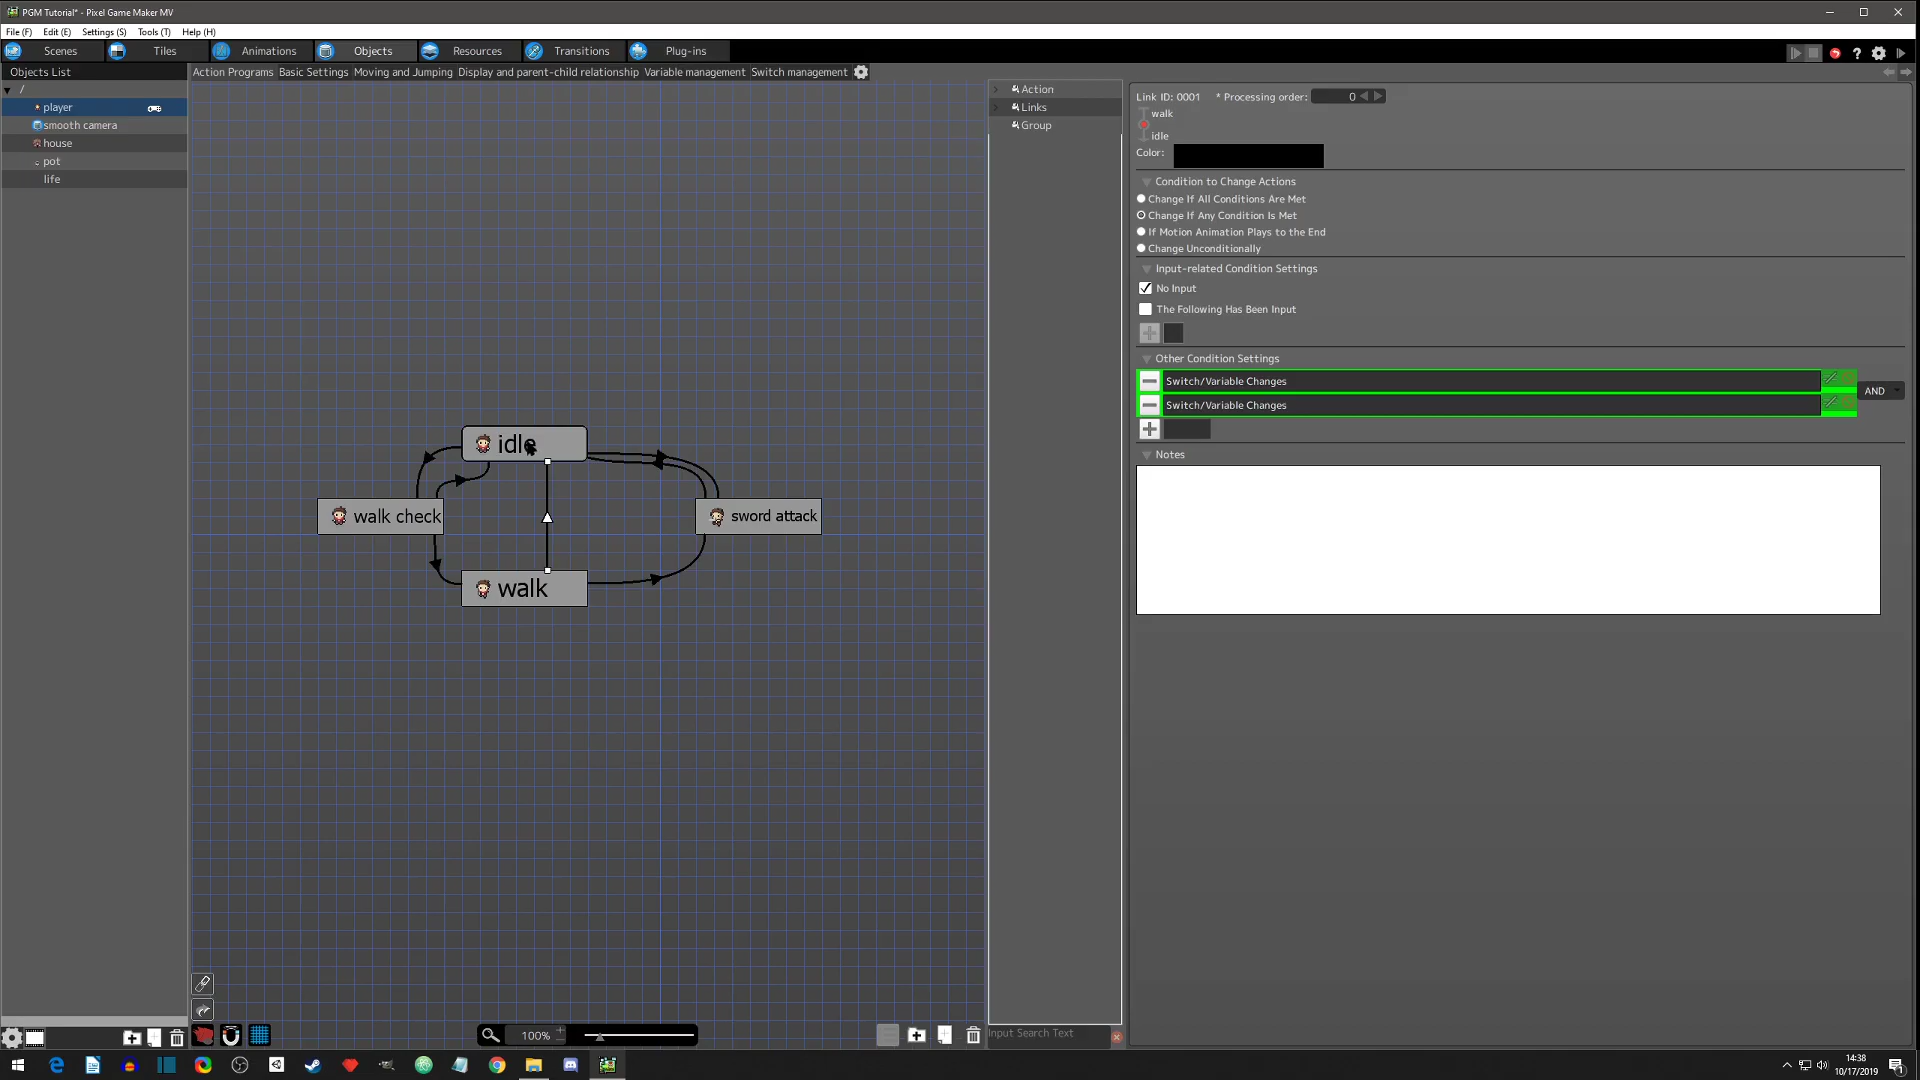 PGM Tutorial* - Pixel Game Maker MV
File (F) Edit (E) Settings (S) Tools (T) Help (H)
Scenes Tiles Animations Objects Resources Transitions Plug-ins
Objects List
Action Programs Basic Settings Moving and Jumping Display and parent-child relationship Variable management Switch management
/
player
smooth camera
house
pot
life
Action
Links
Group
Link ID: 0001 * Processing order: 0
walk
idle
Color:
Condition to Change Actions
Change If All Conditions Are Met
Change If Any Condition Is Met
If Motion Animation Plays to the End
Change Unconditionally
Input-related Condition Settings
No Input
The Following Has Been Input
Other Condition Settings
Switch/Variable Changes
AND
Switch/Variable Changes
Notes
idle
walk check
sword attack
walk
100%
Input Search Text
14:38
10/17/2019